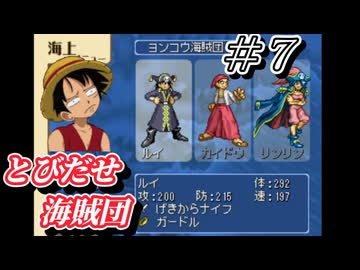 海上
ヨンコウ海賊団
#7
ルイ
カイドウ
リンリン
とびだせ
海賊団
ルイ 体:292
攻:200 防:215 速:197
げきからナイフ
ガードル